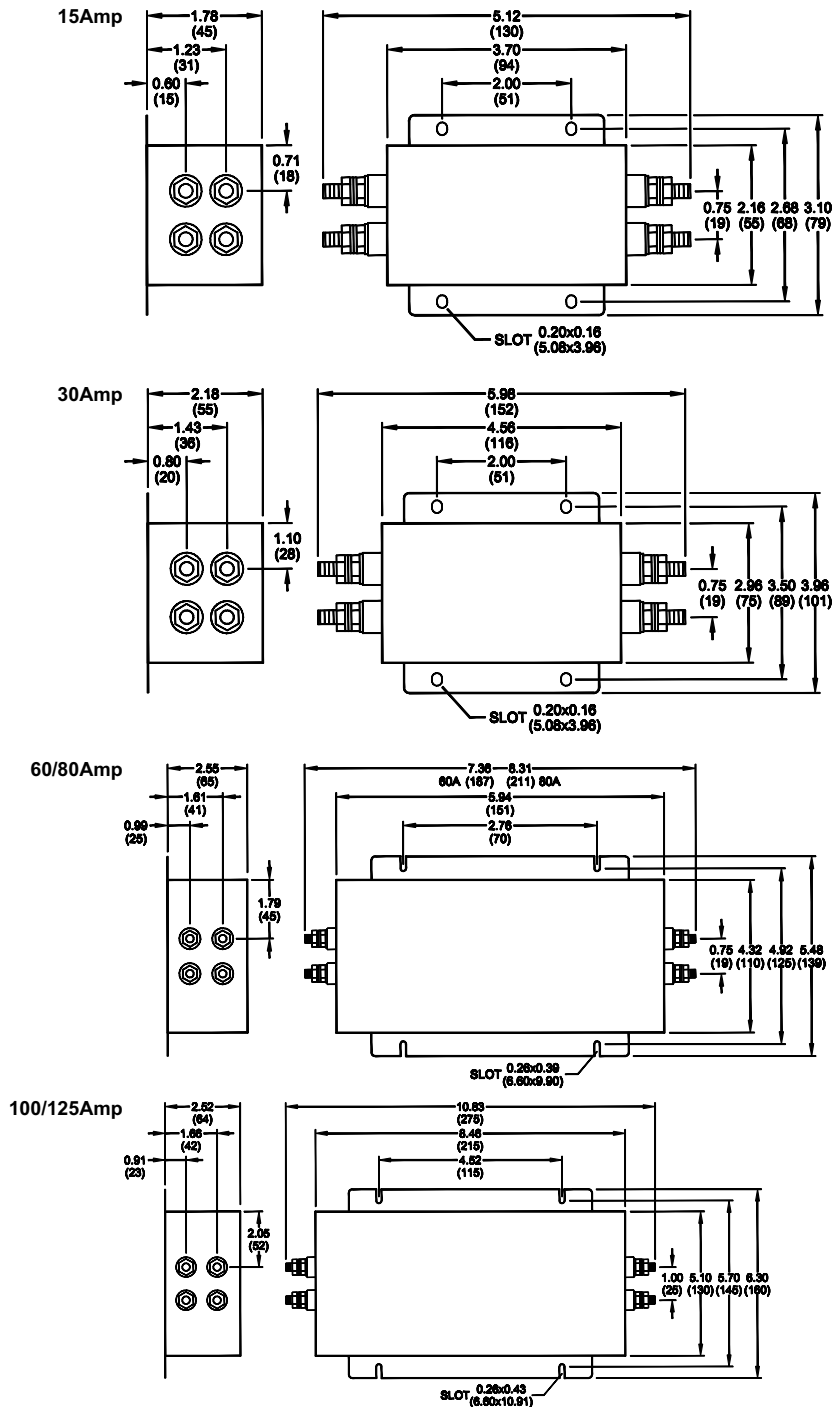 15Amp
1.78
(45)
1.23
(31)
0.60
(15)
0.71
(18)
5.12
(130)
3.70
(94)
2.00
(51)
0.75 2.16 2.68 3.10
(19) (55) (68) (79)
SLOT 0.20x0.16
(5.08x3.96)
30Amp
2.18
(55)
1.43
(36)
0.80
(20)
1.10
(28)
5.98
(152)
4.56
(116)
2.00
(51)
0.75 2.96 3.50 3.96
(19) (75) (89) (101)
SLOT 0.20x0.16
(5.08x3.96)
60/80Amp
2.55
(65)
1.61
(41)
0.99
(25)
1.79
(45)
7.36 8.31
60A (187) (211) 80A
5.94
(151)
2.76
(70)
0.75 4.32 4.92 5.48
(19) (110) (125) (139)
SLOT 0.26x0.39
(6.60x9.90)
100/125Amp
2.52
(64)
1.66
(42)
0.91
(23)
2.05
(52)
10.83
(275)
8.46
(215)
4.52
(115)
1.00 5.10 5.70 6.30
(25) (130) (145) (160)
SLOT 0.26x0.43
(6.60x10.91)